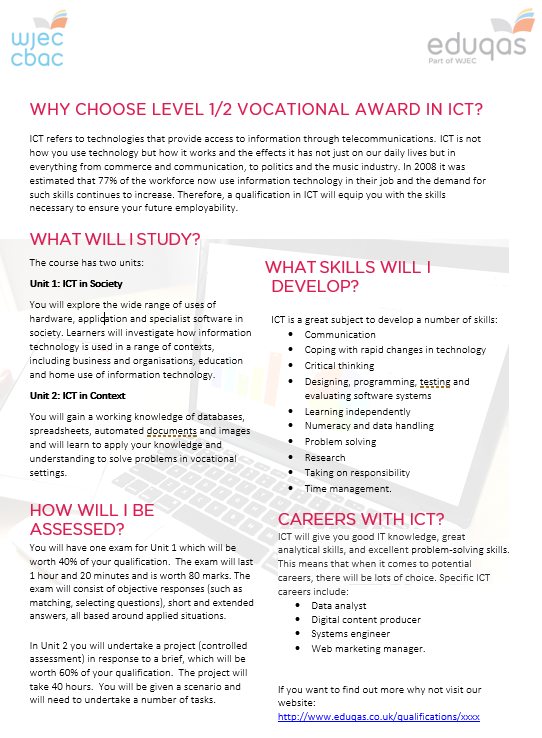 wjec
cbac
eduqas
Part of WJEC
WHY CHOOSE LEVEL 1/2 VOCATIONAL AWARD IN ICT?
ICT refers to technologies that provide access to information through telecommunications. ICT is not
how you use technology but how it works and the effects it has not just on our daily lives but in
everything from commerce and communication, to politics and the music industry. In 2008 it was
estimated that 77% of the workforce now use information technology in their job and the demand for
such skills continues to increase. Therefore, a qualification in ICT will equip you with the skills
necessary to ensure your future employability.
WHAT WILL I STUDY?
The course has two units:
Unit 1: ICT in Society
You will explore the wide range of uses of
hardware, application and specialist software in
society. Learners will investigate how information
technology is used in a range of contexts,
including business and organisations, education
and home use of information technology.
Unit 2: ICT in Context
You will gain a working knowledge of databases,
spreadsheets, automated documents and images
and will learn to apply your knowledge and
understanding to solve problems in vocational
settings.
HOW WILL I BE
ASSESSED?
You will have one exam for Unit 1 which will be
worth 40% of your qualification. The exam will last
1 hour and 20 minutes and is worth 80 marks. The
exam will consist of objective responses (such as
matching, selecting questions), short and extended
answers, all based around applied situations.
In Unit 2 you will undertake a project (controlled
assessment) in response to a brief, which will be
worth 60% of your qualification. The project will
take 40 hours. You will be given a scenario and
will need to undertake a number of tasks.
WHAT SKILLS WILL I
DEVELOP?
ICT is a great subject to develop a number of skills:
• Communication
• Coping with rapid changes in technology
• Critical thinking
• Designing, programming, testing and
evaluating software systems
• Learning independently
• Numeracy and data handling
• Problem solving
• Research
• Taking on responsibility
• Time management.
CAREERS WITH ICT?
ICT will give you good IT knowledge, great
analytical skills, and excellent problem-solving skills.
This means that when it comes to potential
careers, there will be lots of choice. Specific ICT
careers include:
• Data analyst
• Digital content producer
• Systems engineer
• Web marketing manager.
If you want to find out more why not visit our
website:
http://www.eduqas.co.uk/qualifications/xxxx